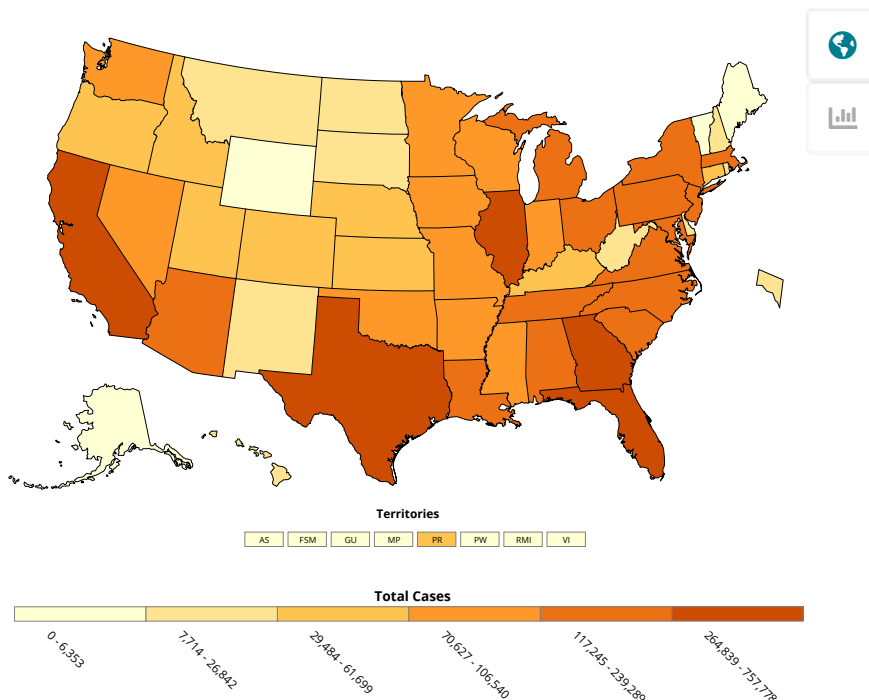 Territories
AS FSM GU MP PR PW RMI VI
Total Cases
0 - 6,353
7,714 - 26,842
29,484 - 61,699
70,627 - 106,540
117,245 - 239,289
264,839 - 757,778